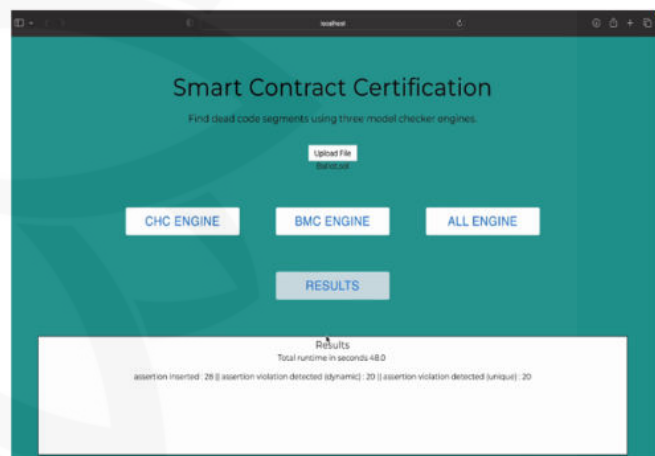 localhost
Smart Contract Certification
Find dead code segments using three model checker engines.
Upload File
CHC ENGINE
BMC ENGINE
ALL ENGINE
RESULTS
Results
Total runtime in seconds 48.0
assertion inserted : 28 || assertion violation detected (dynamic) : 20 || assertion violation detected (unique) : 20